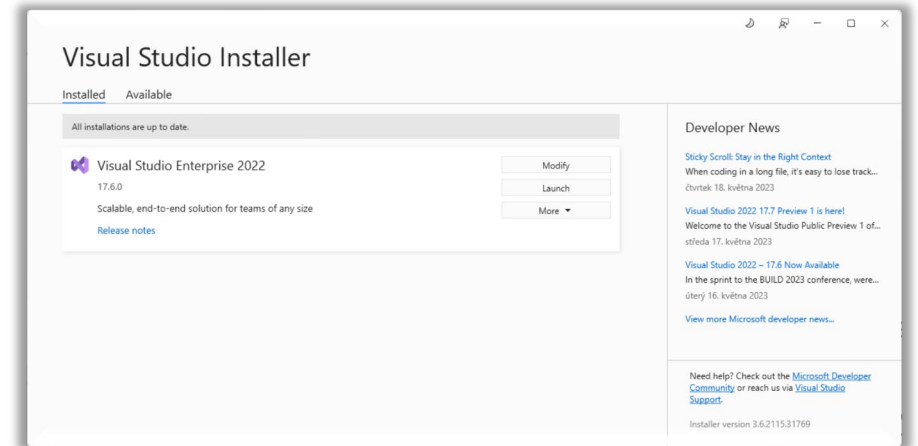 Visual Studio Installer
Installed Available
All installations are up to date.
Visual Studio Enterprise 2022
17.6.0
Scalable, end-to-end solution for teams of any size
Release notes
Modify
Launch
More
Developer News
Sticky Scroll: Stay in the Right Context
When coding in a long file, it's easy to lose track...
čtvrtek 18. května 2023
Visual Studio 2022 17.7 Preview 1 is here!
Welcome to the Visual Studio Public Preview 1 of...
středa 17. května 2023
Visual Studio 2022 – 17.6 Now Available
In the sprint to the BUILD 2023 conference, were...
úterý 16. května 2023
View more Microsoft developer news...
Need help? Check out the Microsoft Developer
Community or reach us via Visual Studio
Support.
Installer version 3.6.2115.31769